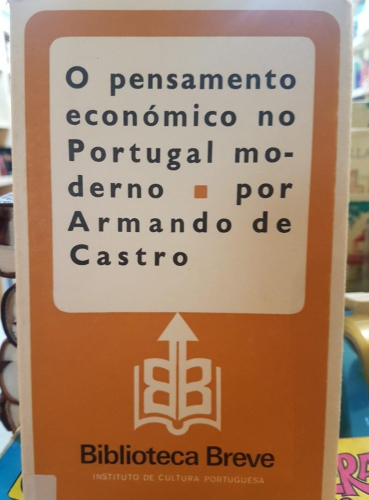 O pensamento
económico no
Portugal mo-
derno ■ por
Armando de
Castro
Biblioteca Breve
INSTITUTO DE CULTURA PORTUGUESA